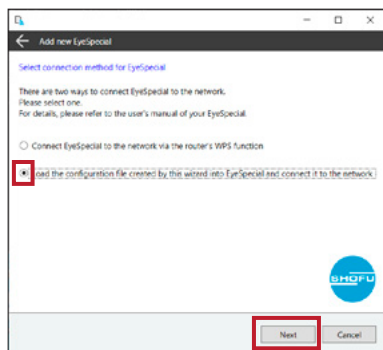 Add new EyeSpecial
Select connection method for EyeSpecial
There are two ways to connect EyeSpecial to the network.
Please select one.
For details, please refer to the user's manual of your EyeSpecial.
Connect EyeSpecial to the network via the router's WPS function
oad the configuration file created by this wizard into EyeSpecial and connect it to the network
SHOFU
Next Cancel